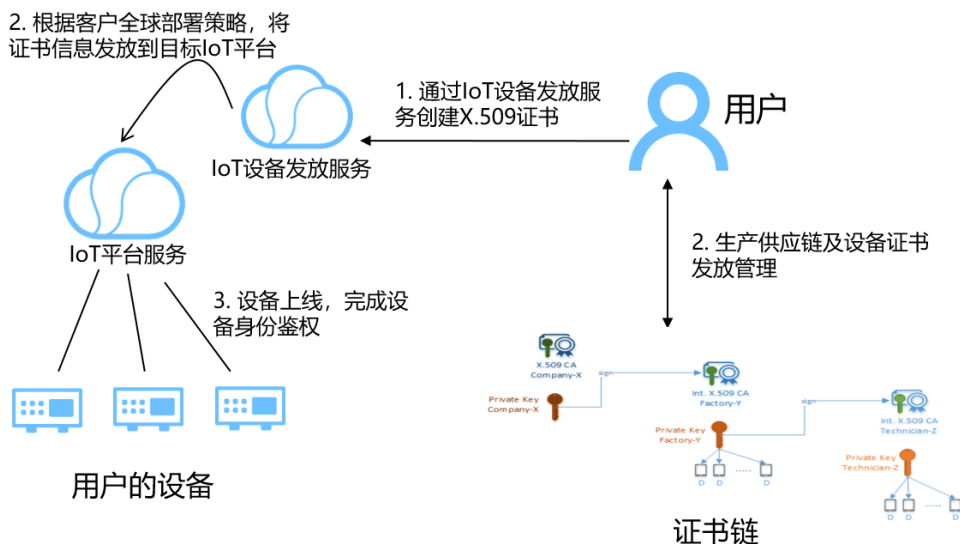 2. 根据客户全球部署策略，将
证书信息发放到目标IoT平台
1. 通过IoT设备发放服
务创建X.509证书
用户
IoT设备发放服务
IoT平台服务
2. 生产供应链及设备证书
发放管理
3. 设备上线，完成设
备身份鉴权
X.509 CA
Company-X
sign
Int. X.509 CA
Factory-Y
Private Key
Company-X
sign
Int. X.509 CA
Technician-Z
Private Key
Factory-Y
Private Key
Technician-Z
D
D
......
D
D
D
......
D
用户的设备
证书链